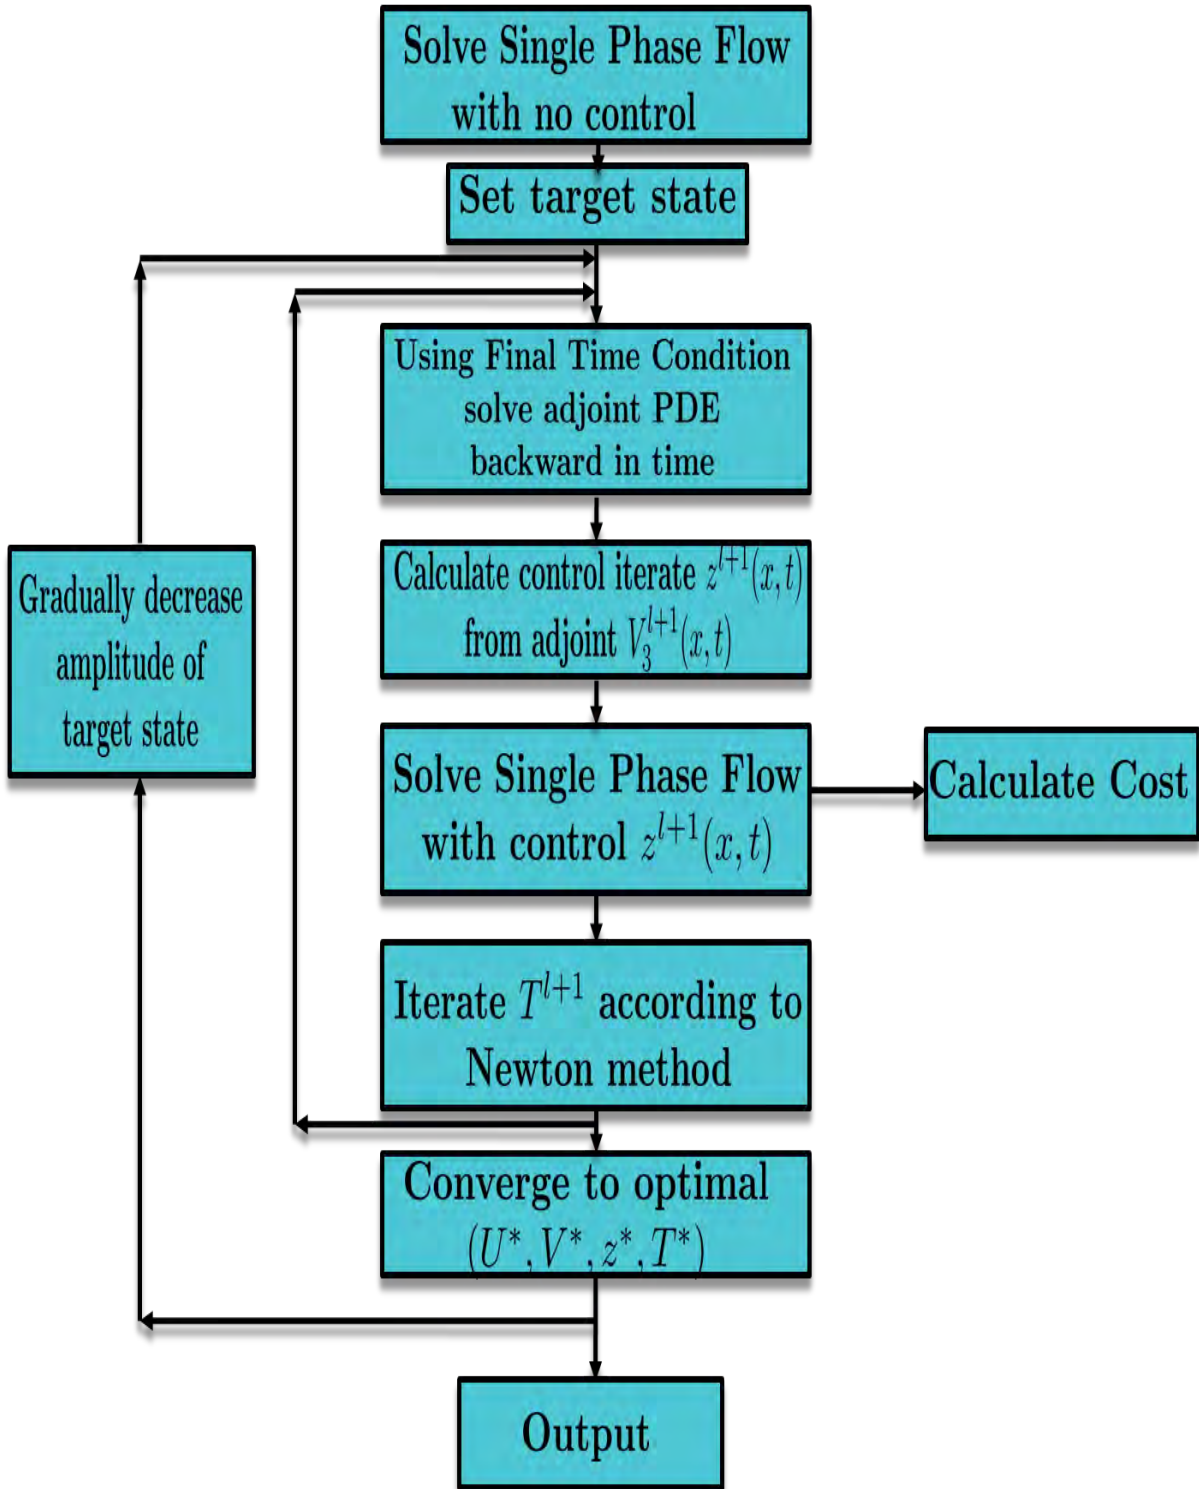 Solve Single Phase Flow
with no control
Set target state
Using Final Time Condition
solve adjoint PDE
backward in time
Calculate control iterate $z^{l+1}(x,t)$
from adjoint $V_3^{l+1}(x,t)$
Gradually decrease
amplitude of
target state
Solve Single Phase Flow
with control $z^{l+1}(x,t)$
Calculate Cost
Iterate $T^{l+1}$ according to
Newton method
Converge to optimal
$(U^*, V^*, z^*, T^*)$
Output